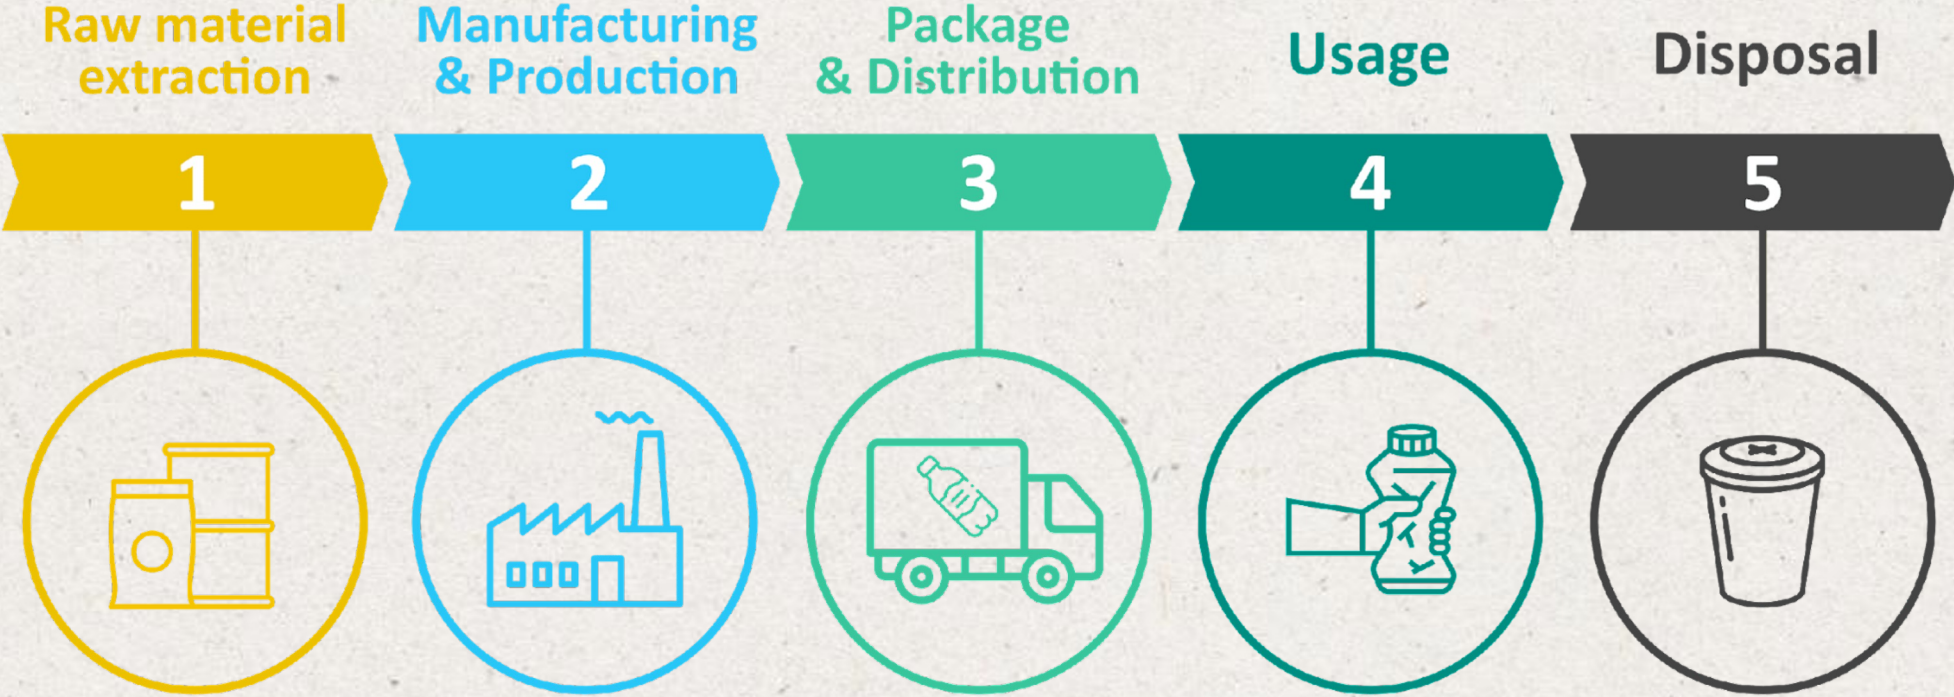 Raw material
extraction
Manufacturing
& Production
Package
& Distribution
Usage
Disposal
1
2
3
4
5